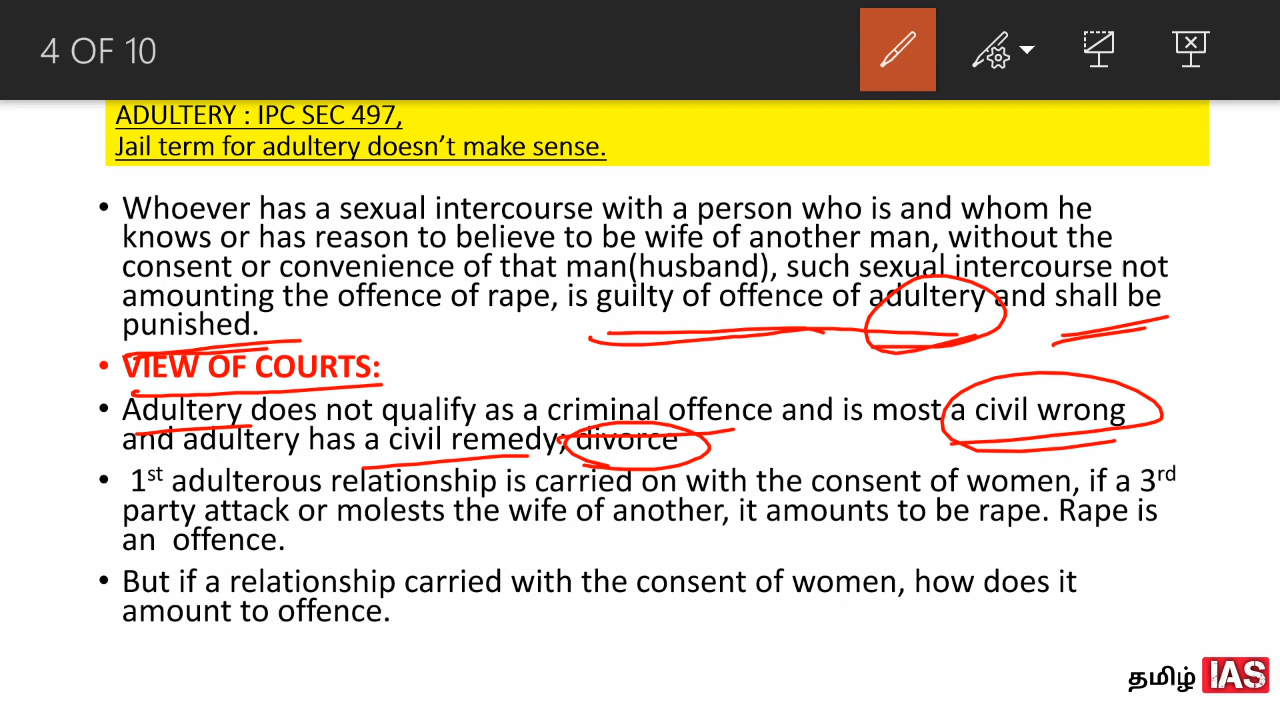 4 OF 10
ADULTERY : IPC SEC 497,
Jail term for adultery doesn’t make sense.
• Whoever has a sexual intercourse with a person who is and whom he
knows or has reason to believe to be wife of another man, without the
consent or convenience of that man(husband), such sexual intercourse not
amounting the offence of rape, is guilty of offence of adultery and shall be
punished.
• VIEW OF COURTS:
• Adultery does not qualify as a criminal offence and is most a civil wrong
and adultery has a civil remedy; divorce
• 1st adulterous relationship is carried on with the consent of women, if a 3rd
party attack or molests the wife of another, it amounts to be rape. Rape is
an offence.
• But if a relationship carried with the consent of women, how does it
amount to offence.
தமிழ் IAS